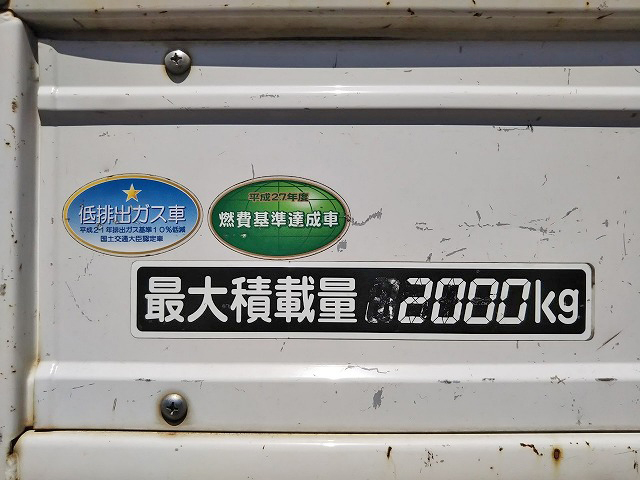 低排出ガス車
平成21年排出ガス基準10%低減
国土交通大臣認定車
平成27年度
燃費基準達成車
最大積載量 2000kg